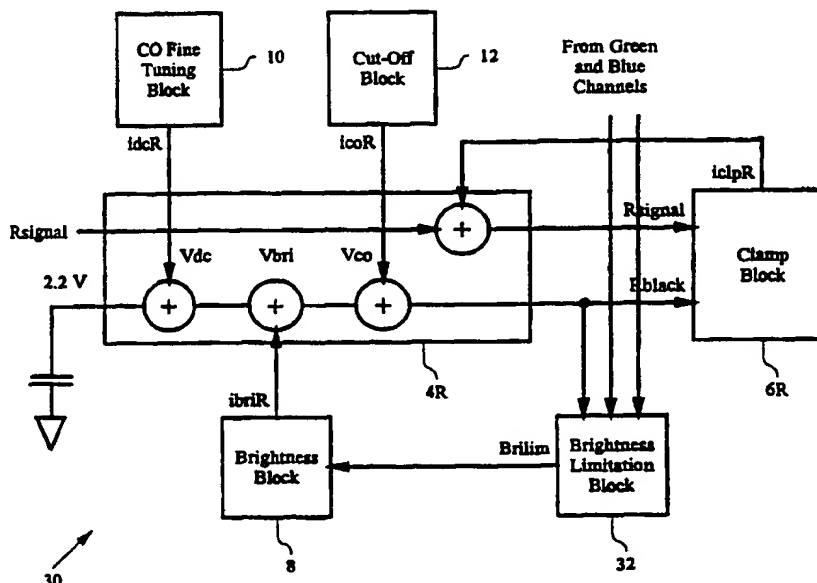 CO Fine
Tuning
Block
10
Cut-Off
Block
12
From Green
and Blue
Channels
idcR
icoR
iclpR
Rsignal
Rsignal
Vdc
Vbri
Vco
2.2 V
+
+
+
+
Rblack
Clamp
Block
4R
6R
ibriR
Brightness
Block
Brilim
Brightness
Limitation
Block
8
32
30